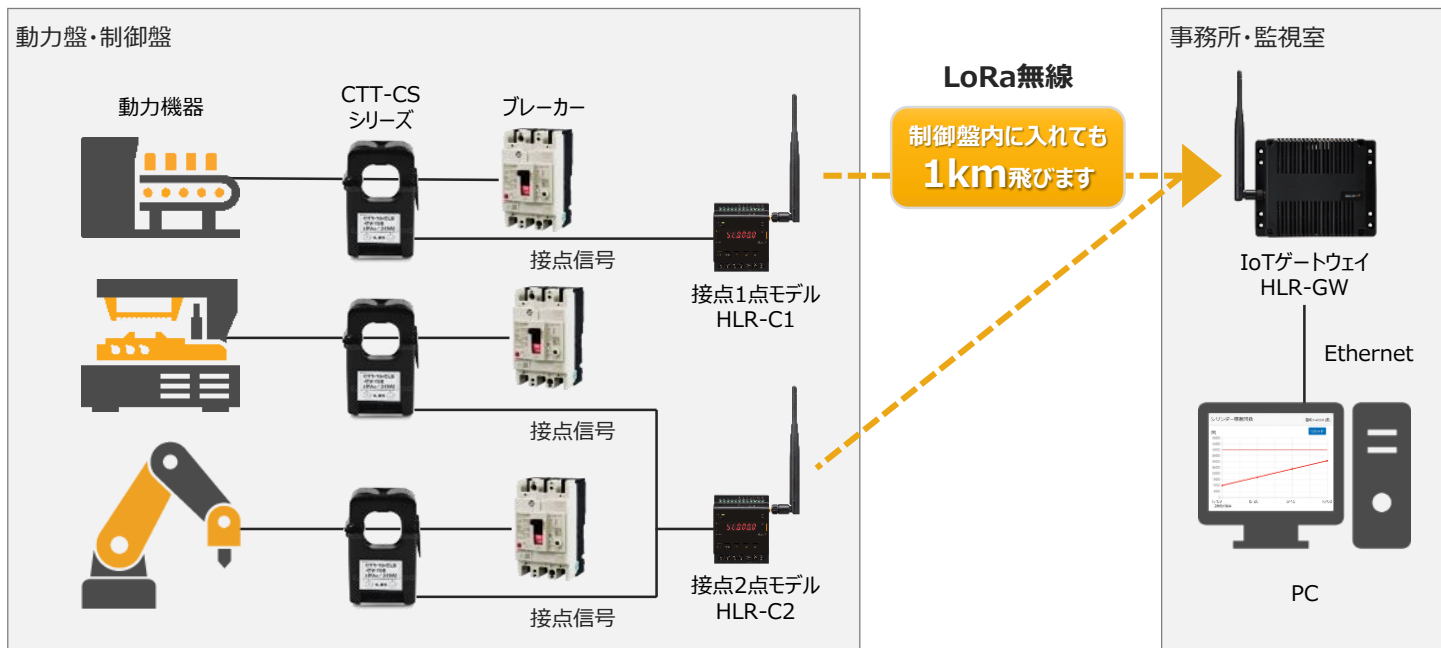 動力盤・制御盤
動力機器
CTT-CS
シリーズ
ブレーカー
接点信号
接点1点モデル
HLR-C1
接点信号
接点信号
接点2点モデル
HLR-C2
LoRa無線
制御盤内に入れても
1km飛びます
事務所・監視室
IoTゲートウェイ
HLR-GW
Ethernet
PC